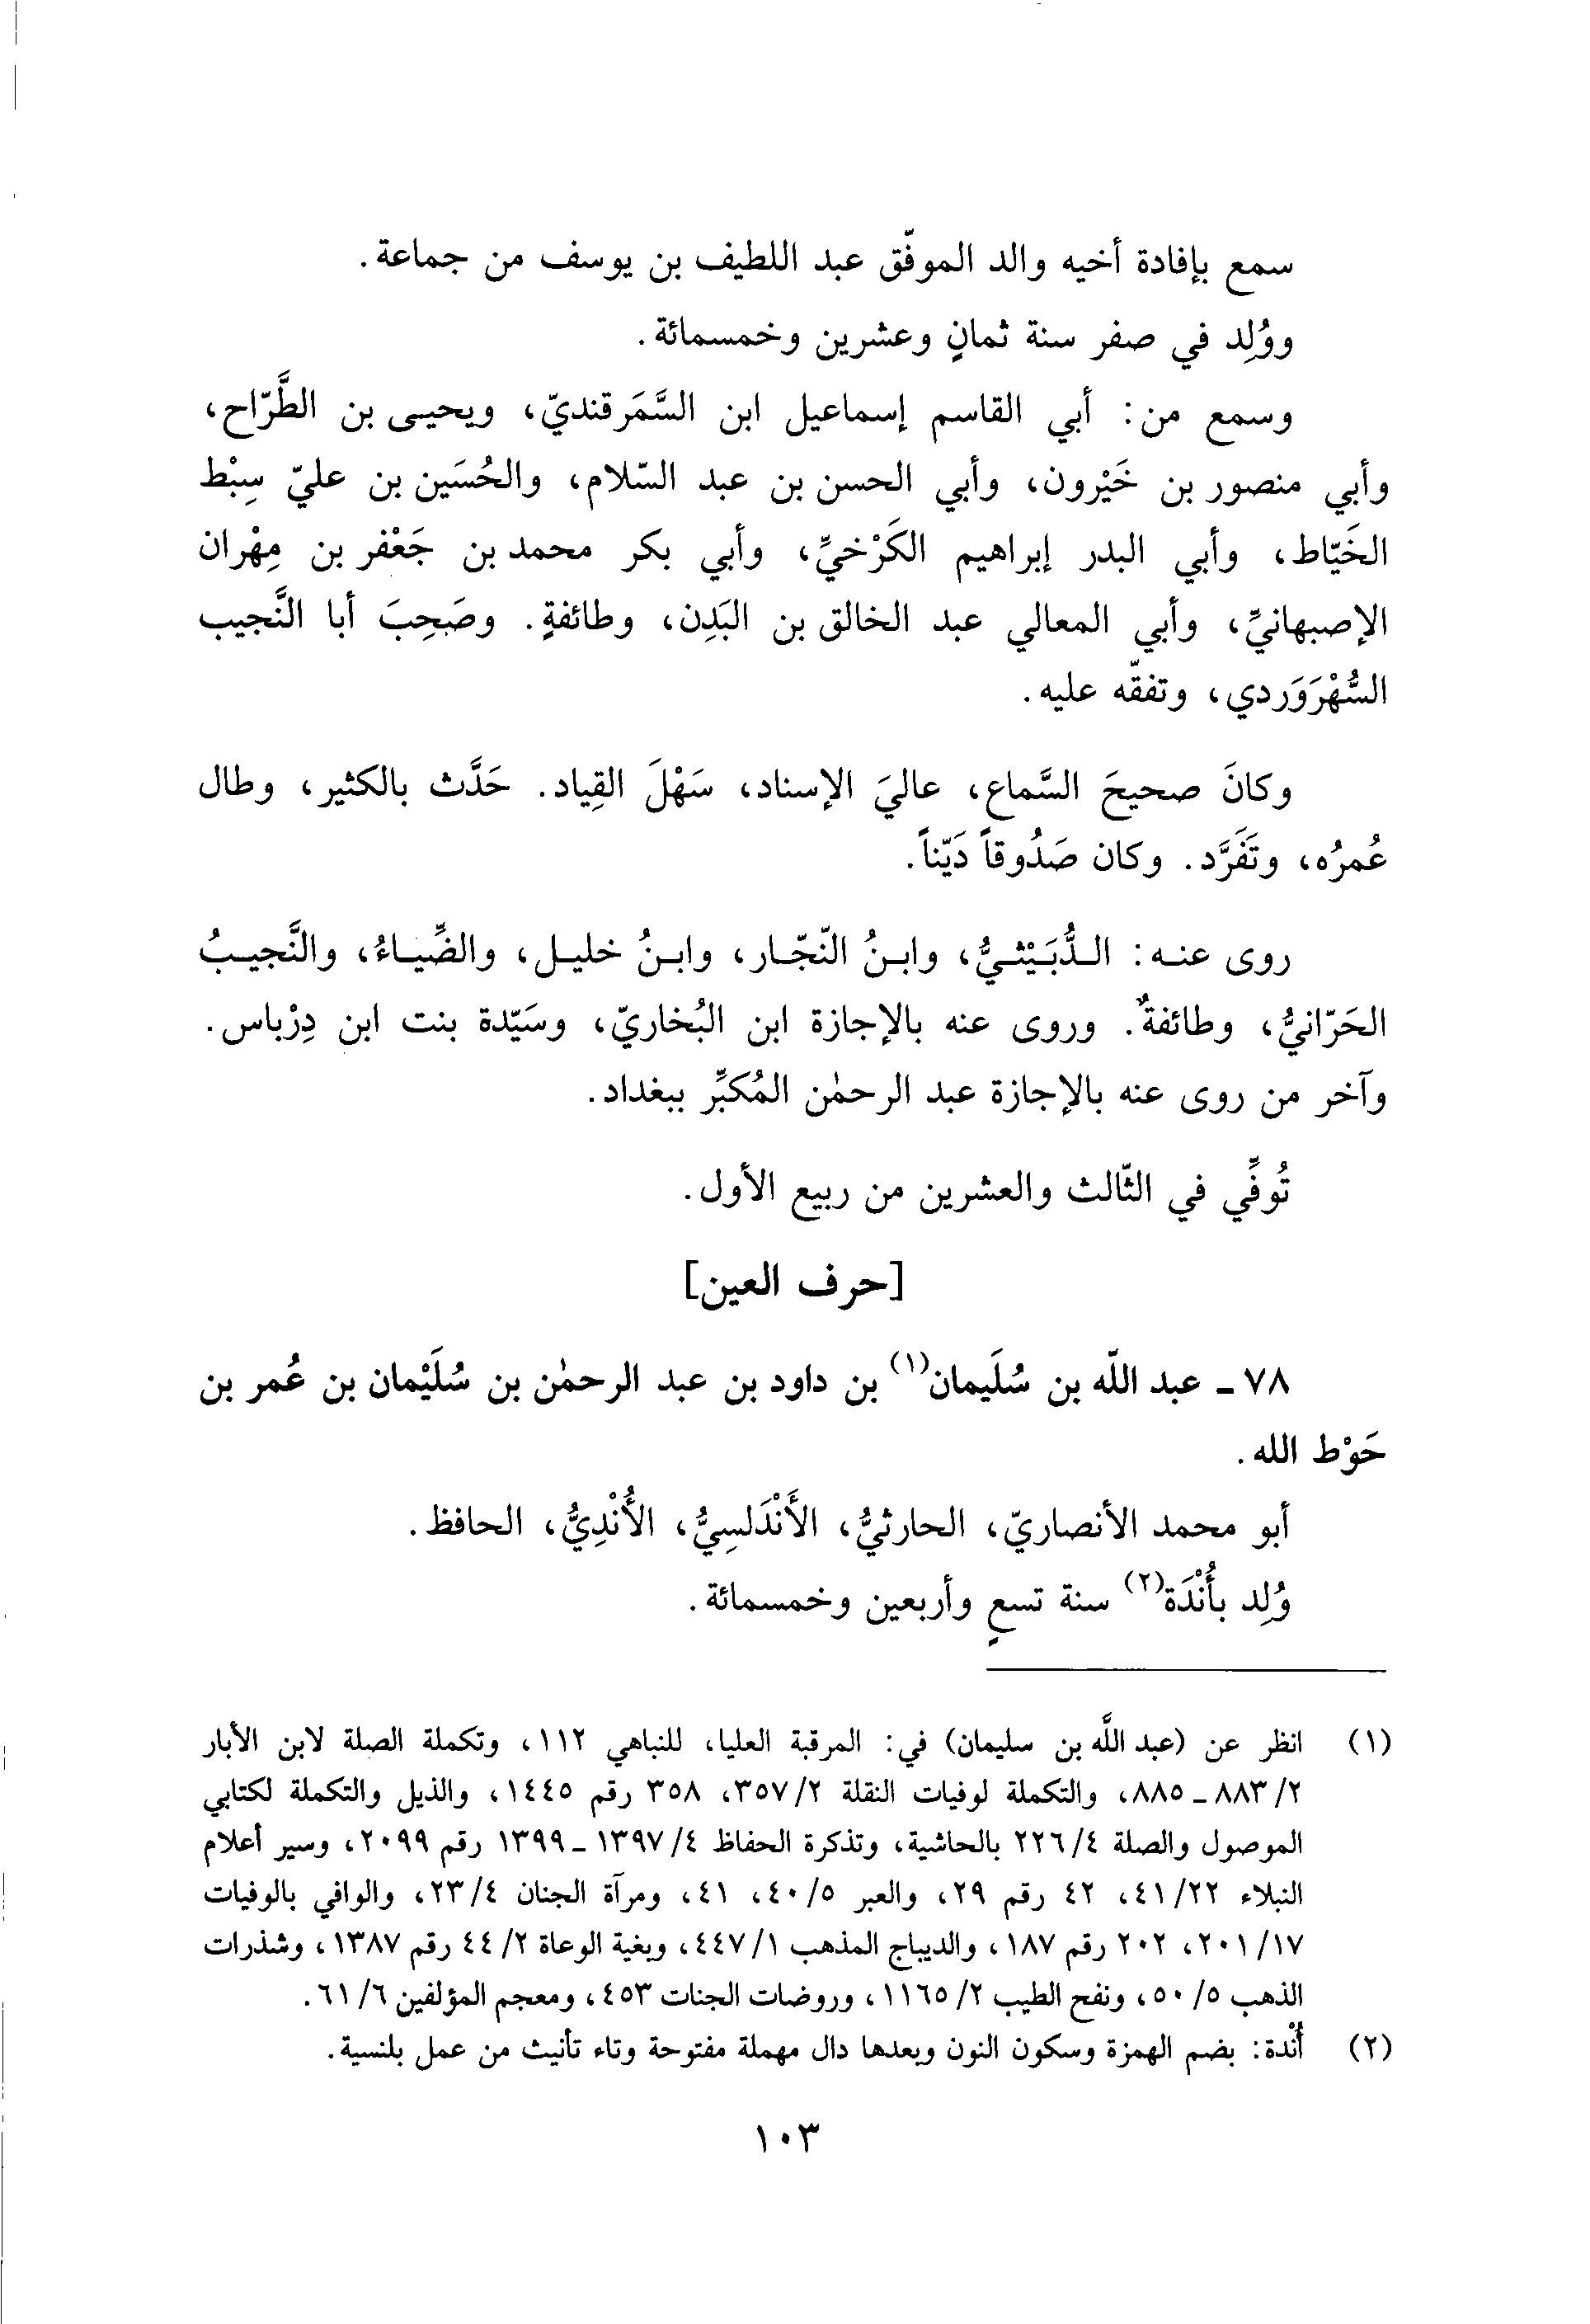 سمع بإفادة أخيه والد الموفّق عبد اللطيف بن يوسف من جماعة.
ووُلِد في صفر سنة ثمانٍ وعشرين وخمسمائة.
وسمع من: أبي القاسم إسماعيل ابن السَّمَرقنديّ، ويحيى بن الطَّرّاح،
وأبي منصور بن خَيْرون، وأبي الحسن بن عبد السّلام، والحُسَين بن عليّ سِبْط
الخَيّاط، وأبي البدر إبراهيم الكَرْخيِّ، وأبي بكر محمد بن جَعْفر بن مِهْران
الإصبهانيِّ، وأبي المعالي عبد الخالق بن البَدِن، وطائفةٍ. وصَحِبَ أبا النَّجيب
السُّهْرَوَردي، وتفقّه عليه.
وكانَ صحيحَ السَّماع، عاليَ الإسناد، سَهْلَ القِياد. حَدَّث بالكثير، وطال
عُمرُه، وتَفَرَّد. وكان صَدُوقاً دَيّناً.
روى عنه: الدُّبَيْثيُّ، وابنُ النّجّار، وابنُ خليل، والضِّياءُ، والنَّجيبُ
الحَرّانيُّ، وطائفةٌ. وروى عنه بالإجازة ابن البُخاريّ، وسَيّدة بنت ابن دِرْباس.
وآخر من روى عنه بالإجازة عبد الرحمٰن المُكبِّر ببغداد.
تُوفِّي في الثّالث والعشرين من ربيع الأول.
[حرف العين]
٧٨ - عبد اللّه بن سُلَيمان(١) بن داود بن عبد الرحمٰن بن سُلَيْمان بن عُمر بن
حَوْط الله.
أبو محمد الأنصاريّ، الحارثيُّ، الأَنْدَلسِيُّ، الأُنْدِيُّ، الحافظ.
وُلِد بأُنْدَة(٢) سنة تسعٍ وأربعين وخمسمائة.
(١) انظر عن (عبد اللَّه بن سليمان) في: المرقبة العليا، للنباهي ١١٢، وتكملة الصلة لابن الأبار
٢/ ٨٨٣ - ٨٨٥، والتكملة لوفيات النقلة ٢/ ٣٥٧، ٣٥٨ رقم ١٤٤٥، والذيل والتكملة لكتابي
الموصول والصلة ٤/ ٢٢٦ بالحاشية، وتذكرة الحفاظ ٤/ ١٣٩٧ - ١٣٩٩ رقم ٢٠٩٩، وسير أعلام
النبلاء ٢٢/ ٤١، ٤٢ رقم ٢٩، والعبر ٥/ ٤٠، ٤١، ومرآة الجنان ٤/ ٢٣، والوافي بالوفيات
١٧/ ٢٠١، ٢٠٢ رقم ١٨٧، والديباج المذهب ١/ ٤٤٧، وبغية الوعاة ٢/ ٤٤ رقم ١٣٨٧، وشذرات
الذهب ٥/ ٥٠، ونفح الطيب ٢/ ١١٦٥، وروضات الجنات ٤٥٣، ومعجم المؤلفين ٦/ ٦١.
(٢) أُنْدة: بضم الهمزة وسكون النون وبعدها دال مهملة مفتوحة وتاء تأنيث من عمل بلنسية.
١٠٣